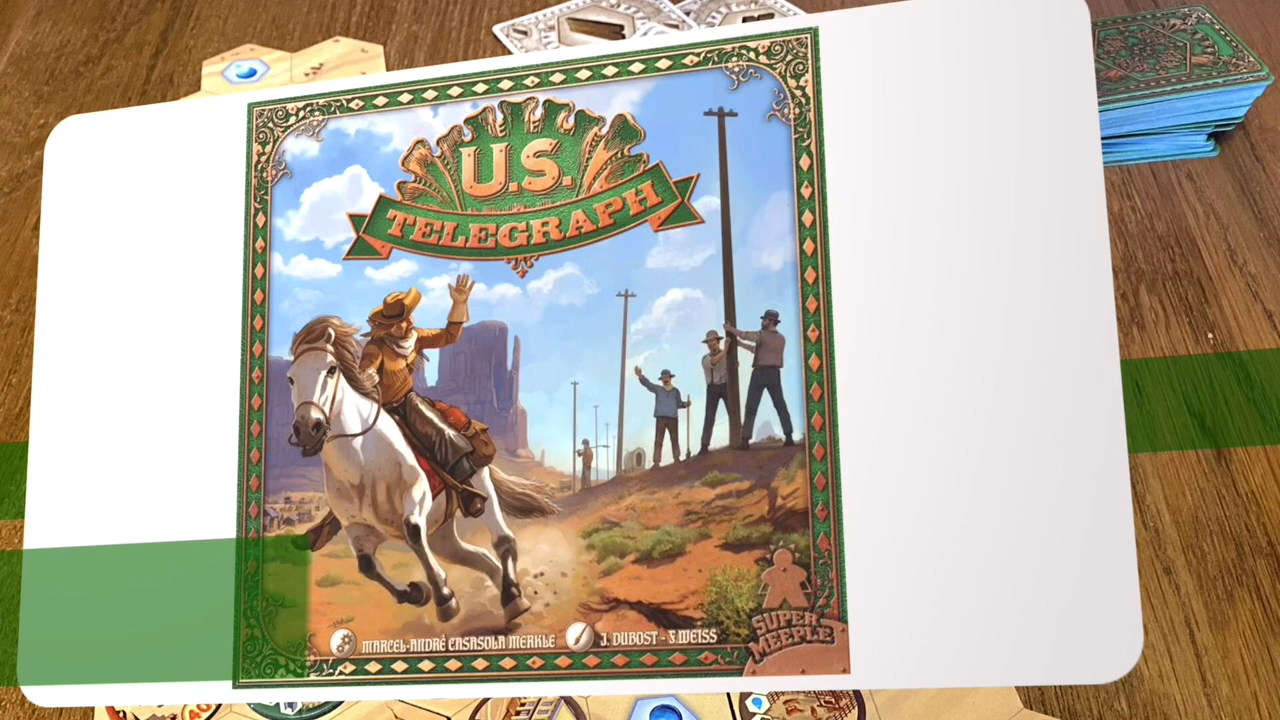 U.S.
TELEGRAPH
MARCEL-ANDRÉ CASASOLA MERKLE J. DUBOST - F.WEISS
SUPER
MEEPLE